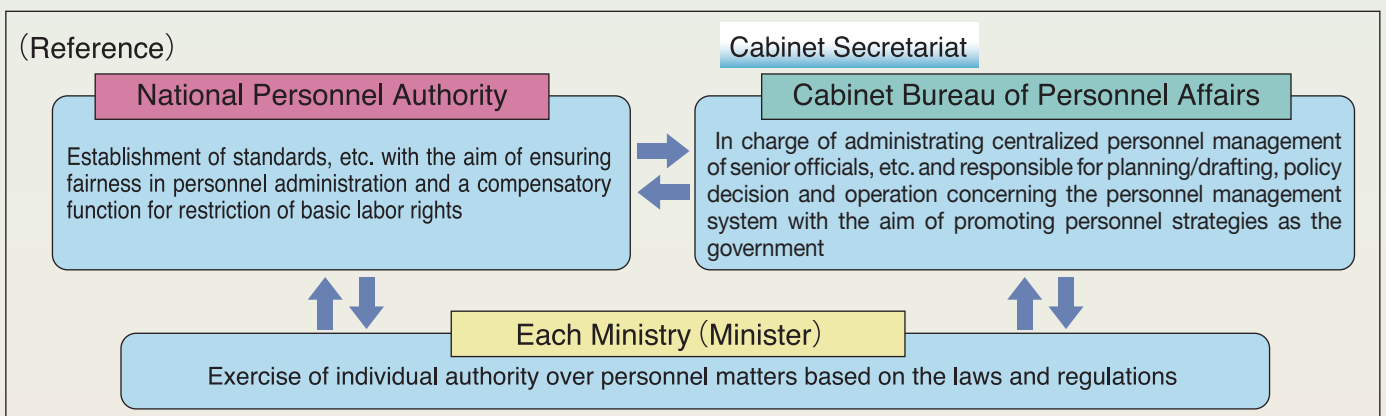 （Reference）
Cabinet Secretariat
National Personnel Authority
Establishment of standards, etc. with the aim of ensuring
fairness in personnel administration and a compensatory
function for restriction of basic labor rights
Cabinet Bureau of Personnel Affairs
In charge of administrating centralized personnel management
of senior officials, etc. and responsible for planning/drafting, policy
decision and operation concerning the personnel management
system with the aim of promoting personnel strategies as the
government
Each Ministry（Minister）
Exercise of individual authority over personnel matters based on the laws and regulations